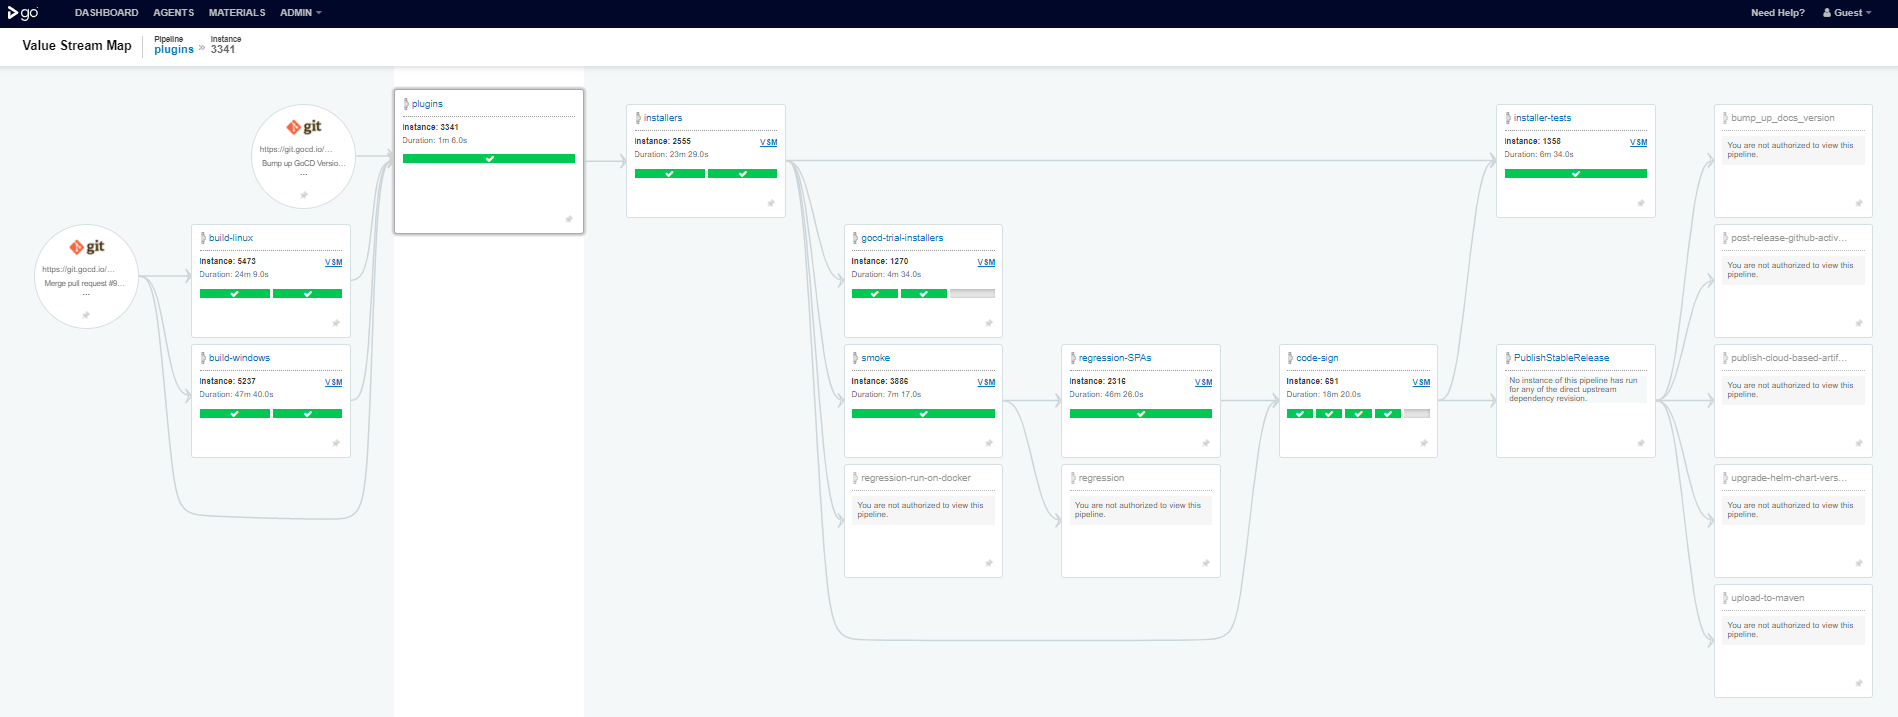 go
DASHBOARD AGENTS MATERIALS ADMIN
Need Help? Guest
Value Stream Map
Pipeline
plugins »
Instance
3341
git
https://git.gocd.io/...
Merge pull request #9...
...
git
https://git.gocd.io/...
Bump up GoCD Versio...
...
build-linux
Instance: 5473 VSM
Duration: 24m 9.0s
build-windows
Instance: 5237 VSM
Duration: 47m 40.0s
plugins
Instance: 3341
Duration: 1m 6.0s
installers
Instance: 2555 VSM
Duration: 23m 29.0s
gocd-trial-installers
Instance: 1270 VSM
Duration: 4m 34.0s
smoke
Instance: 3886 VSM
Duration: 7m 17.0s
regression-run-on-docker
You are not authorized to view this
pipeline.
regression-SPAs
Instance: 2316 VSM
Duration: 46m 26.0s
regression
You are not authorized to view this
pipeline.
code-sign
Instance: 691 VSM
Duration: 18m 20.0s
installer-tests
Instance: 1358 VSM
Duration: 6m 34.0s
PublishStableRelease
No instance of this pipeline has run
for any of the direct upstream
dependency revision.
bump_up_docs_version
You are not authorized to view this
pipeline.
post-release-github-activ...
You are not authorized to view this
pipeline.
publish-cloud-based-artif...
You are not authorized to view this
pipeline.
upgrade-helm-chart-vers...
You are not authorized to view this
pipeline.
upload-to-maven
You are not authorized to view this
pipeline.